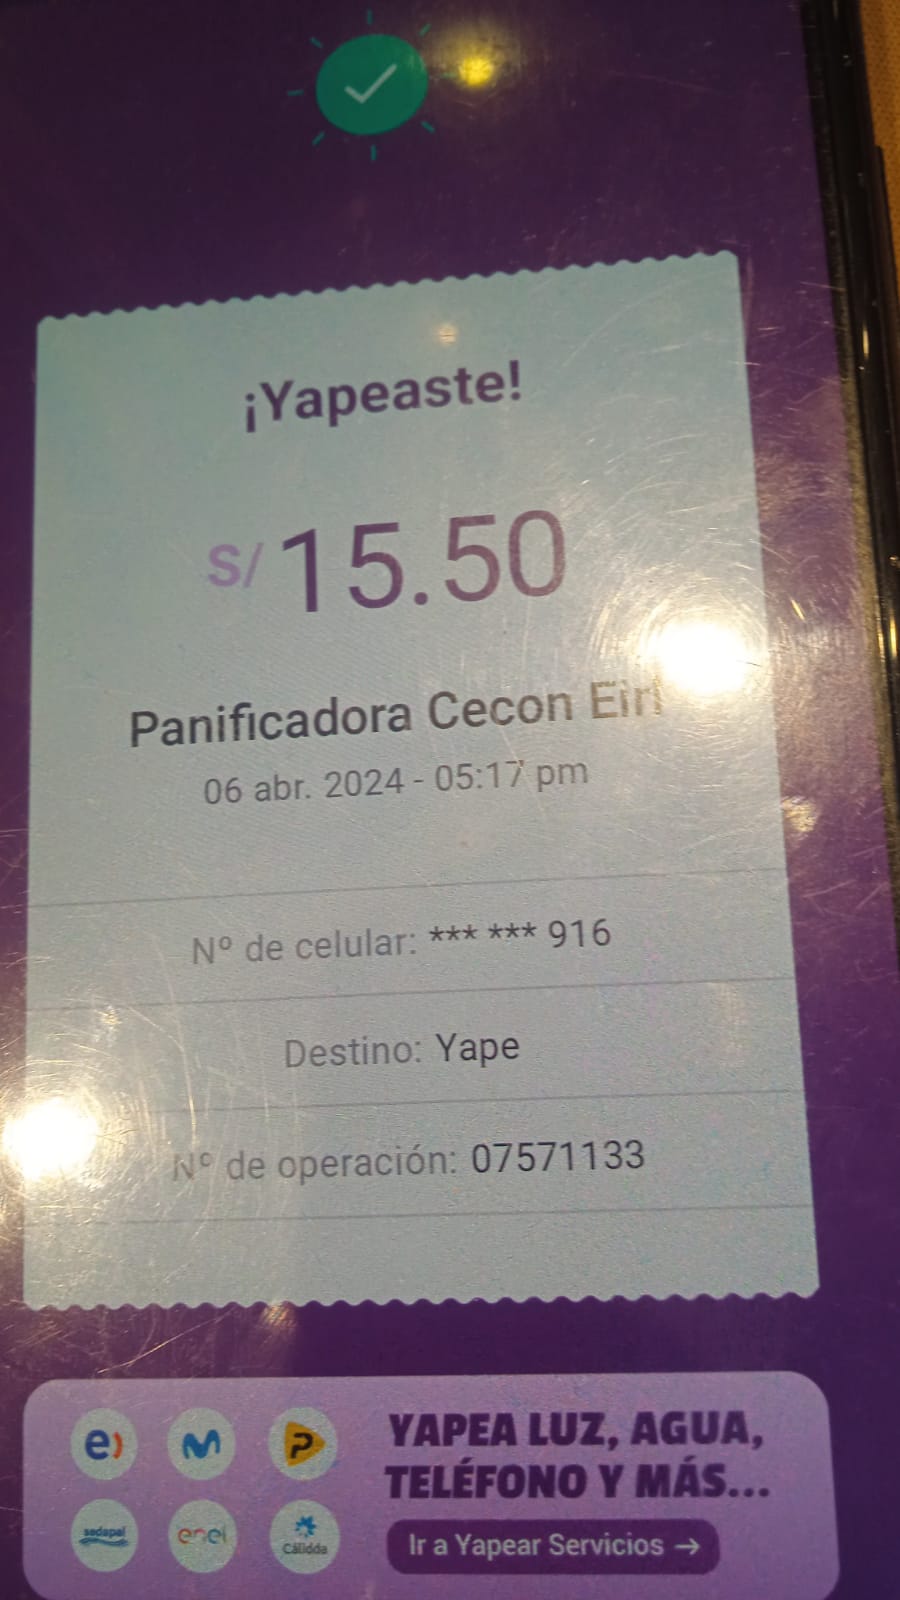 ¡Yapeaste!
S/ 15.50
Panificadora Cecon Eirl
06 abr. 2024 - 05:17 pm
Nº de celular: *** *** 916
Destino: Yape
Nº de operación: 07571133
YAPEA LUZ, AGUA,
TELÉFONO Y MÁS...
e)
P
sedapal
enel
Cálidda
Ir a Yapear Servicios →